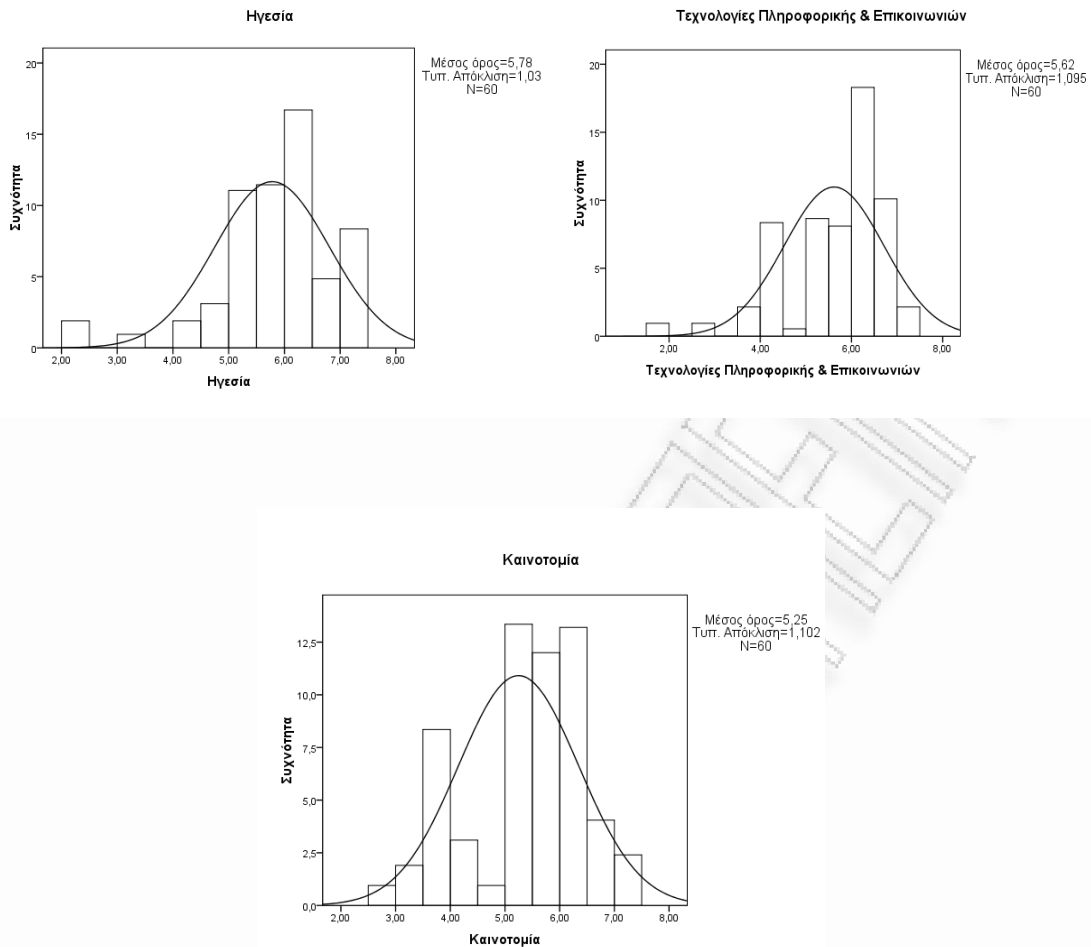 Ηγεσία
Μέσος όρος=5,78
Τυπ. Απόκλιση=1,03
N=60
20
15
10
5
0
Συχνότητα
2,00 3,00 4,00 5,00 6,00 7,00 8,00
Ηγεσία
Τεχνολογίες Πληροφορικής & Επικοινωνιών
Μέσος όρος=5,62
Τυπ. Απόκλιση=1,095
N=60
20
15
10
5
0
Συχνότητα
2,00 4,00 6,00 8,00
Τεχνολογίες Πληροφορικής & Επικοινωνιών
Καινοτομία
Μέσος όρος=5,25
Τυπ. Απόκλιση=1,102
N=60
12,5
10,0
7,5
5,0
2,5
0,0
Συχνότητα
2,00 3,00 4,00 5,00 6,00 7,00 8,00
Καινοτομία